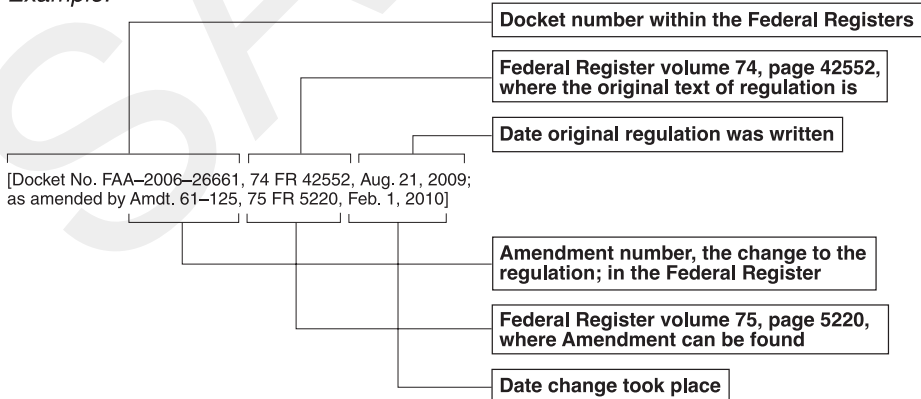 Example:
Docket number within the Federal Registers
Federal Register volume 74, page 42552,
where the original text of regulation is
Date original regulation was written
[Docket No. FAA–2006–26661, 74 FR 42552, Aug. 21, 2009;
as amended by Amdt. 61–125, 75 FR 5220, Feb. 1, 2010]
Amendment number, the change to the
regulation; in the Federal Register
Federal Register volume 75, page 5220,
where Amendment can be found
Date change took place